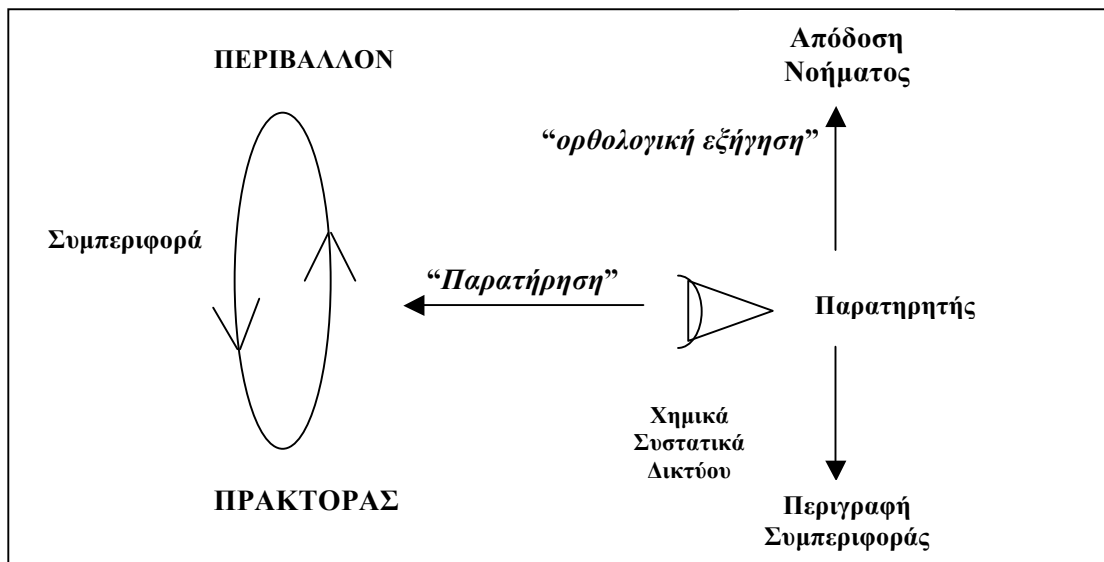 ΠΕΡΙΒΑΛΛΟΝ
Συμπεριφορά
ΠΡΑΚΤΟΡΑΣ
“Παρατήρηση”
Απόδοση
Νοήματος
“ορθολογική εξήγηση”
Παρατηρητής
Χημικά
Συστατικά
Δικτύου
Περιγραφή
Συμπεριφοράς